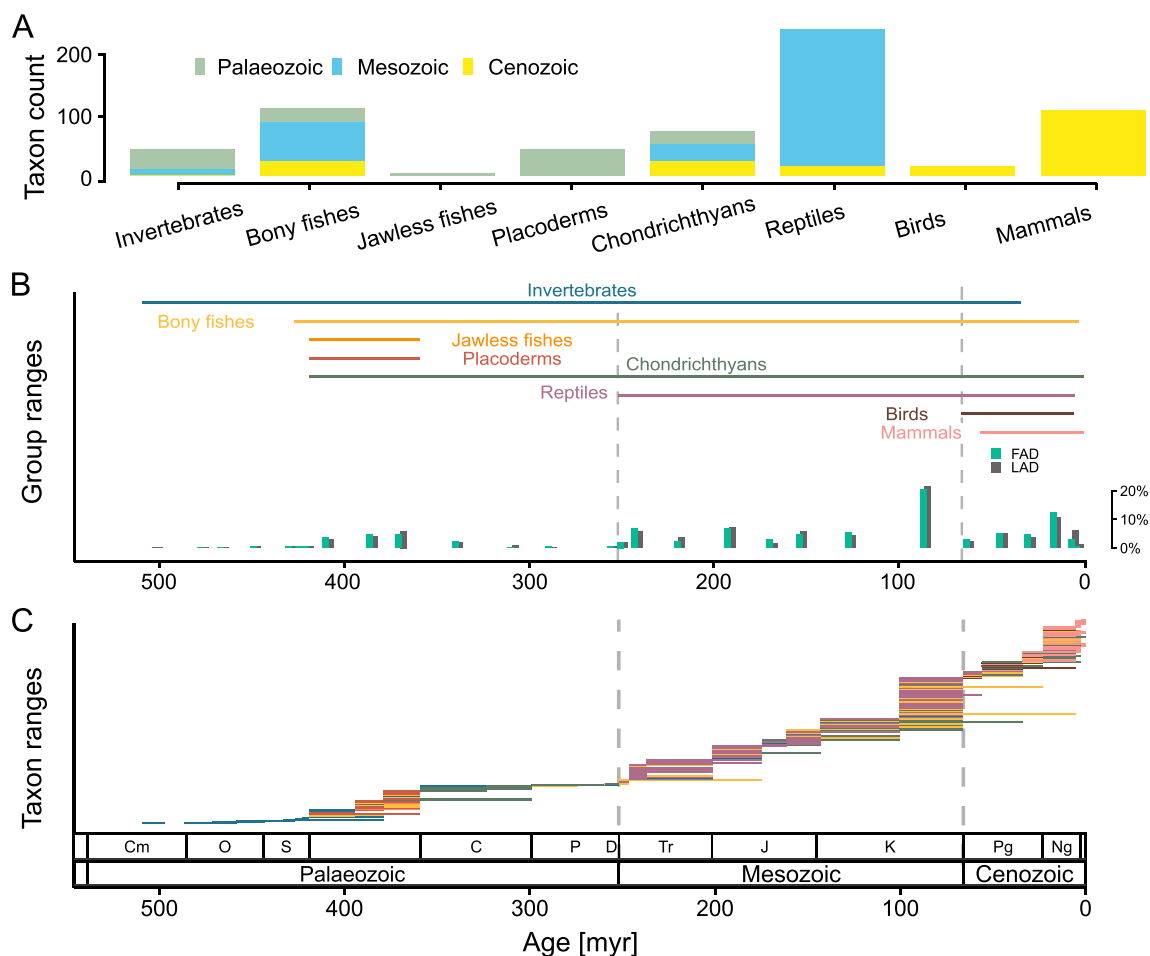 A
Taxon count
200
100
0
Palaeozoic Mesozoic Cenozoic
Invertebrates Bony fishes Jawless fishes Placoderms Chondrichthyans Reptiles Birds Mammals
B
Group ranges
Invertebrates
Bony fishes
Jawless fishes
Placoderms
Chondrichthyans
Reptiles
Birds
Mammals
FAD
LAD
20%
10%
0%
500 400 300 200 100 0
C
Taxon ranges
Cm O S C P D Tr J K Pg Ng
Palaeozoic Mesozoic Cenozoic
500 400 300 200 100 0
Age [myr]